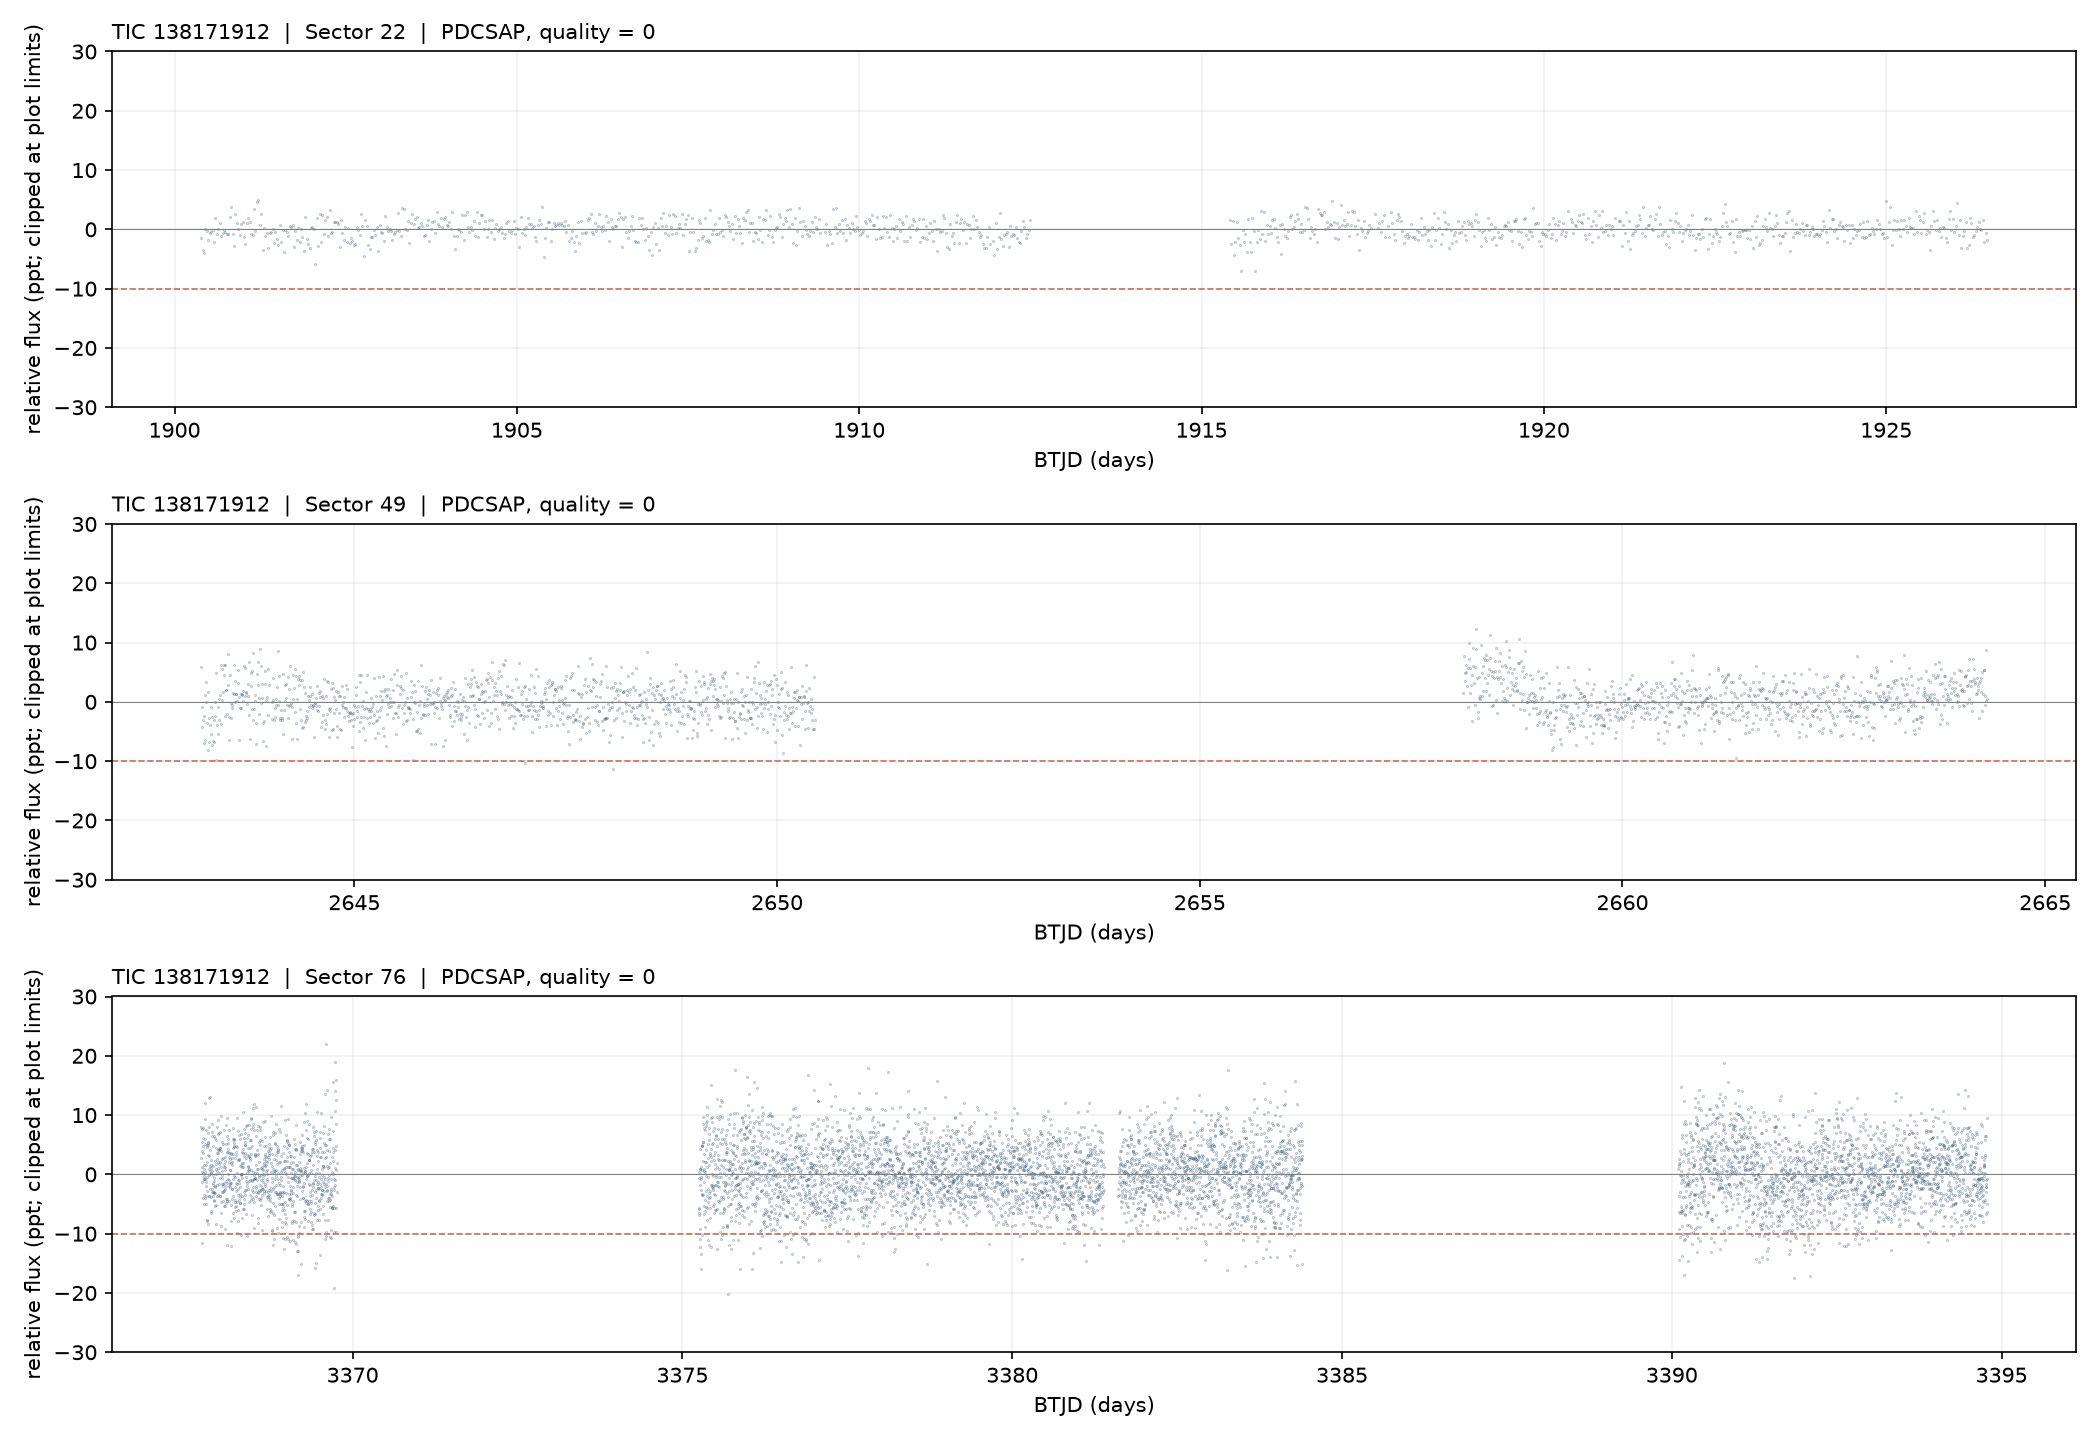 TIC 138171912 | Sector 22 | PDCSAP, quality = 0
relative flux (ppt; clipped at plot limits)
30
20
10
0
−10
−20
−30
1900 1905 1910 1915 1920 1925
BTJD (days)
TIC 138171912 | Sector 49 | PDCSAP, quality = 0
relative flux (ppt; clipped at plot limits)
30
20
10
0
−10
−20
−30
2645 2650 2655 2660 2665
BTJD (days)
TIC 138171912 | Sector 76 | PDCSAP, quality = 0
relative flux (ppt; clipped at plot limits)
30
20
10
0
−10
−20
−30
3370 3375 3380 3385 3390 3395
BTJD (days)